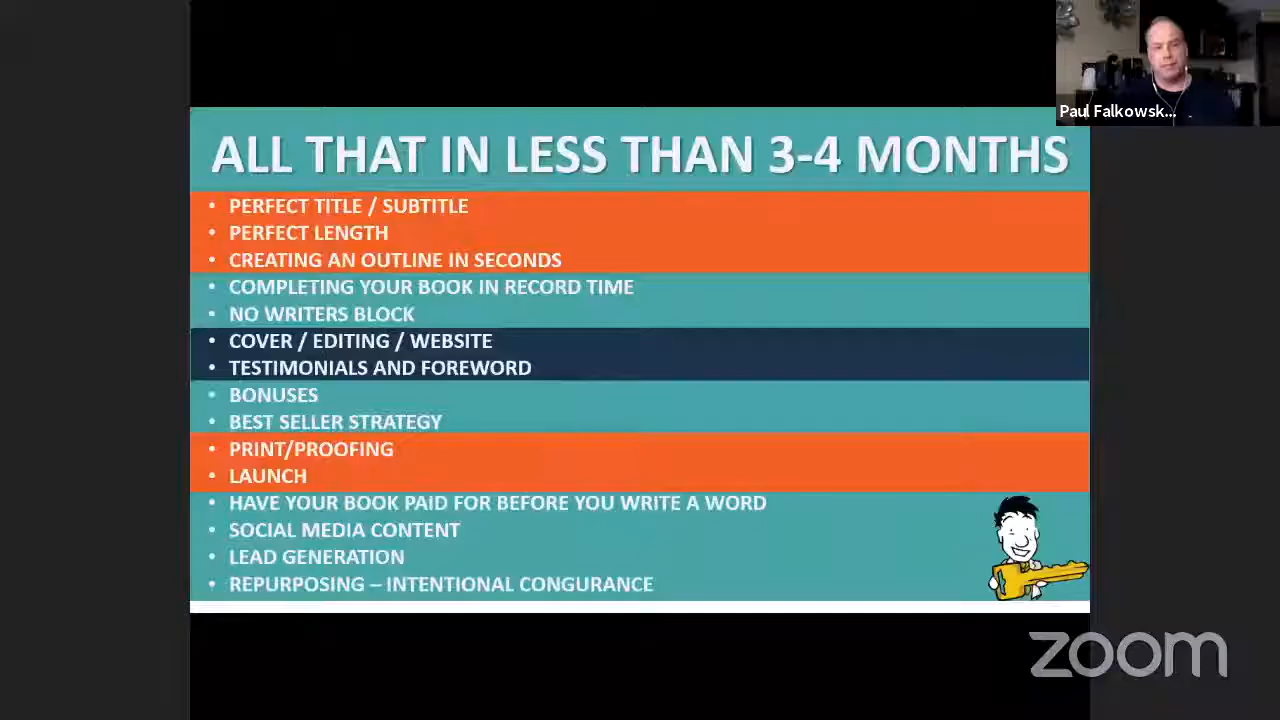 Paul Falkowsk...
ALL THAT IN LESS THAN 3-4 MONTHS
• PERFECT TITLE / SUBTITLE
• PERFECT LENGTH
• CREATING AN OUTLINE IN SECONDS
• COMPLETING YOUR BOOK IN RECORD TIME
• NO WRITERS BLOCK
• COVER / EDITING / WEBSITE
• TESTIMONIALS AND FOREWORD
• BONUSES
• BEST SELLER STRATEGY
• PRINT/PROOFING
• LAUNCH
• HAVE YOUR BOOK PAID FOR BEFORE YOU WRITE A WORD
• SOCIAL MEDIA CONTENT
• LEAD GENERATION
• REPURPOSING – INTENTIONAL CONGURANCE
zoom